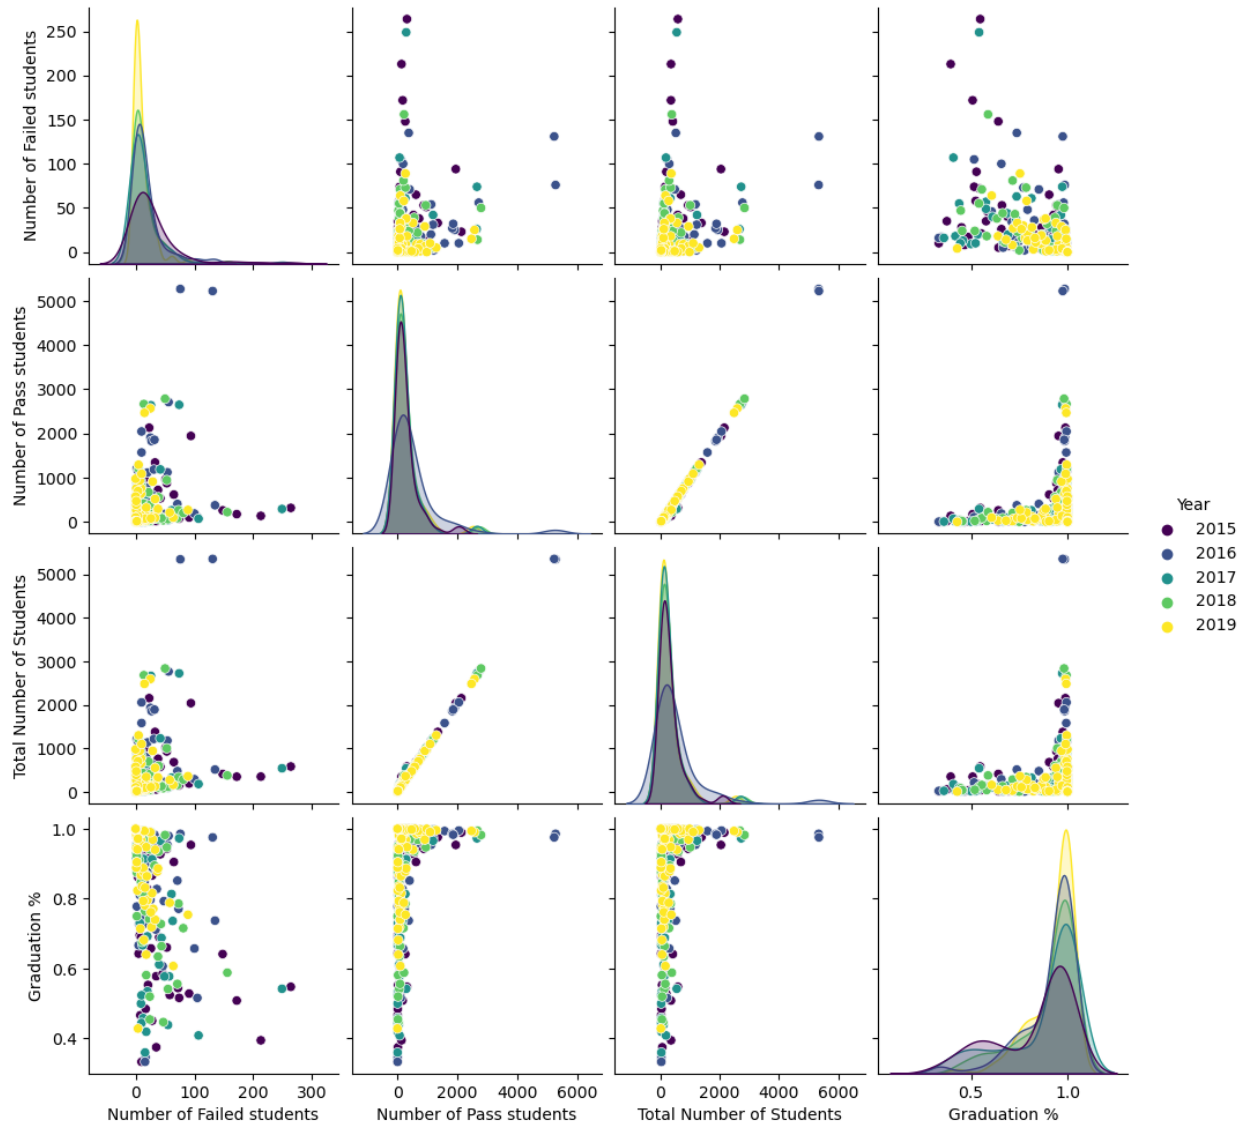 Number of Failed students
250
200
150
100
50
0
Number of Pass students
5000
4000
3000
2000
1000
0
Year
2015
2016
2017
2018
2019
Total Number of Students
5000
4000
3000
2000
1000
0
Graduation %
1.0
0.8
0.6
0.4
0 100 200 300
0 2000 4000 6000
0 2000 4000 6000
0.5 1.0
Number of Failed students
Number of Pass students
Total Number of Students
Graduation %